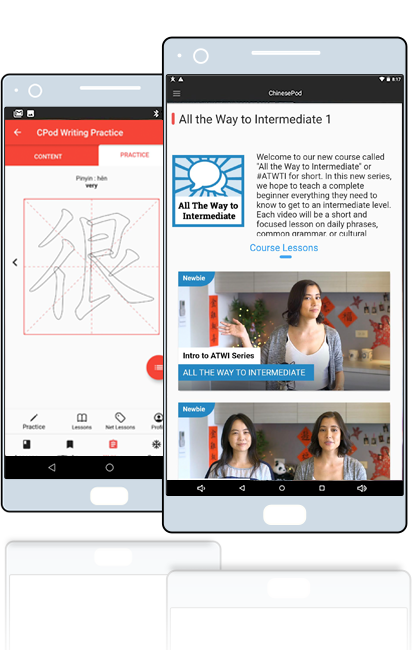 CPod Writing Practice
CONTENT
PRACTICE
Pinyin : hěn
very
很
Practice
Lessons
Net Lessons
8:17
ChinesePod
All the Way to Intermediate 1
All The Way to
Intermediate
Welcome to our new course called
"All the Way to Intermediate" or
#ATWTI for short. In this new series,
we hope to teach a complete
beginner everything they need to
know to get to an intermediate level.
Each video will be a short and
focused lesson on daily phrases,
common grammar, or cultural
Course Lessons
Newbie
Intro to ATWI Series
ALL THE WAY TO INTERMEDIATE
Newbie